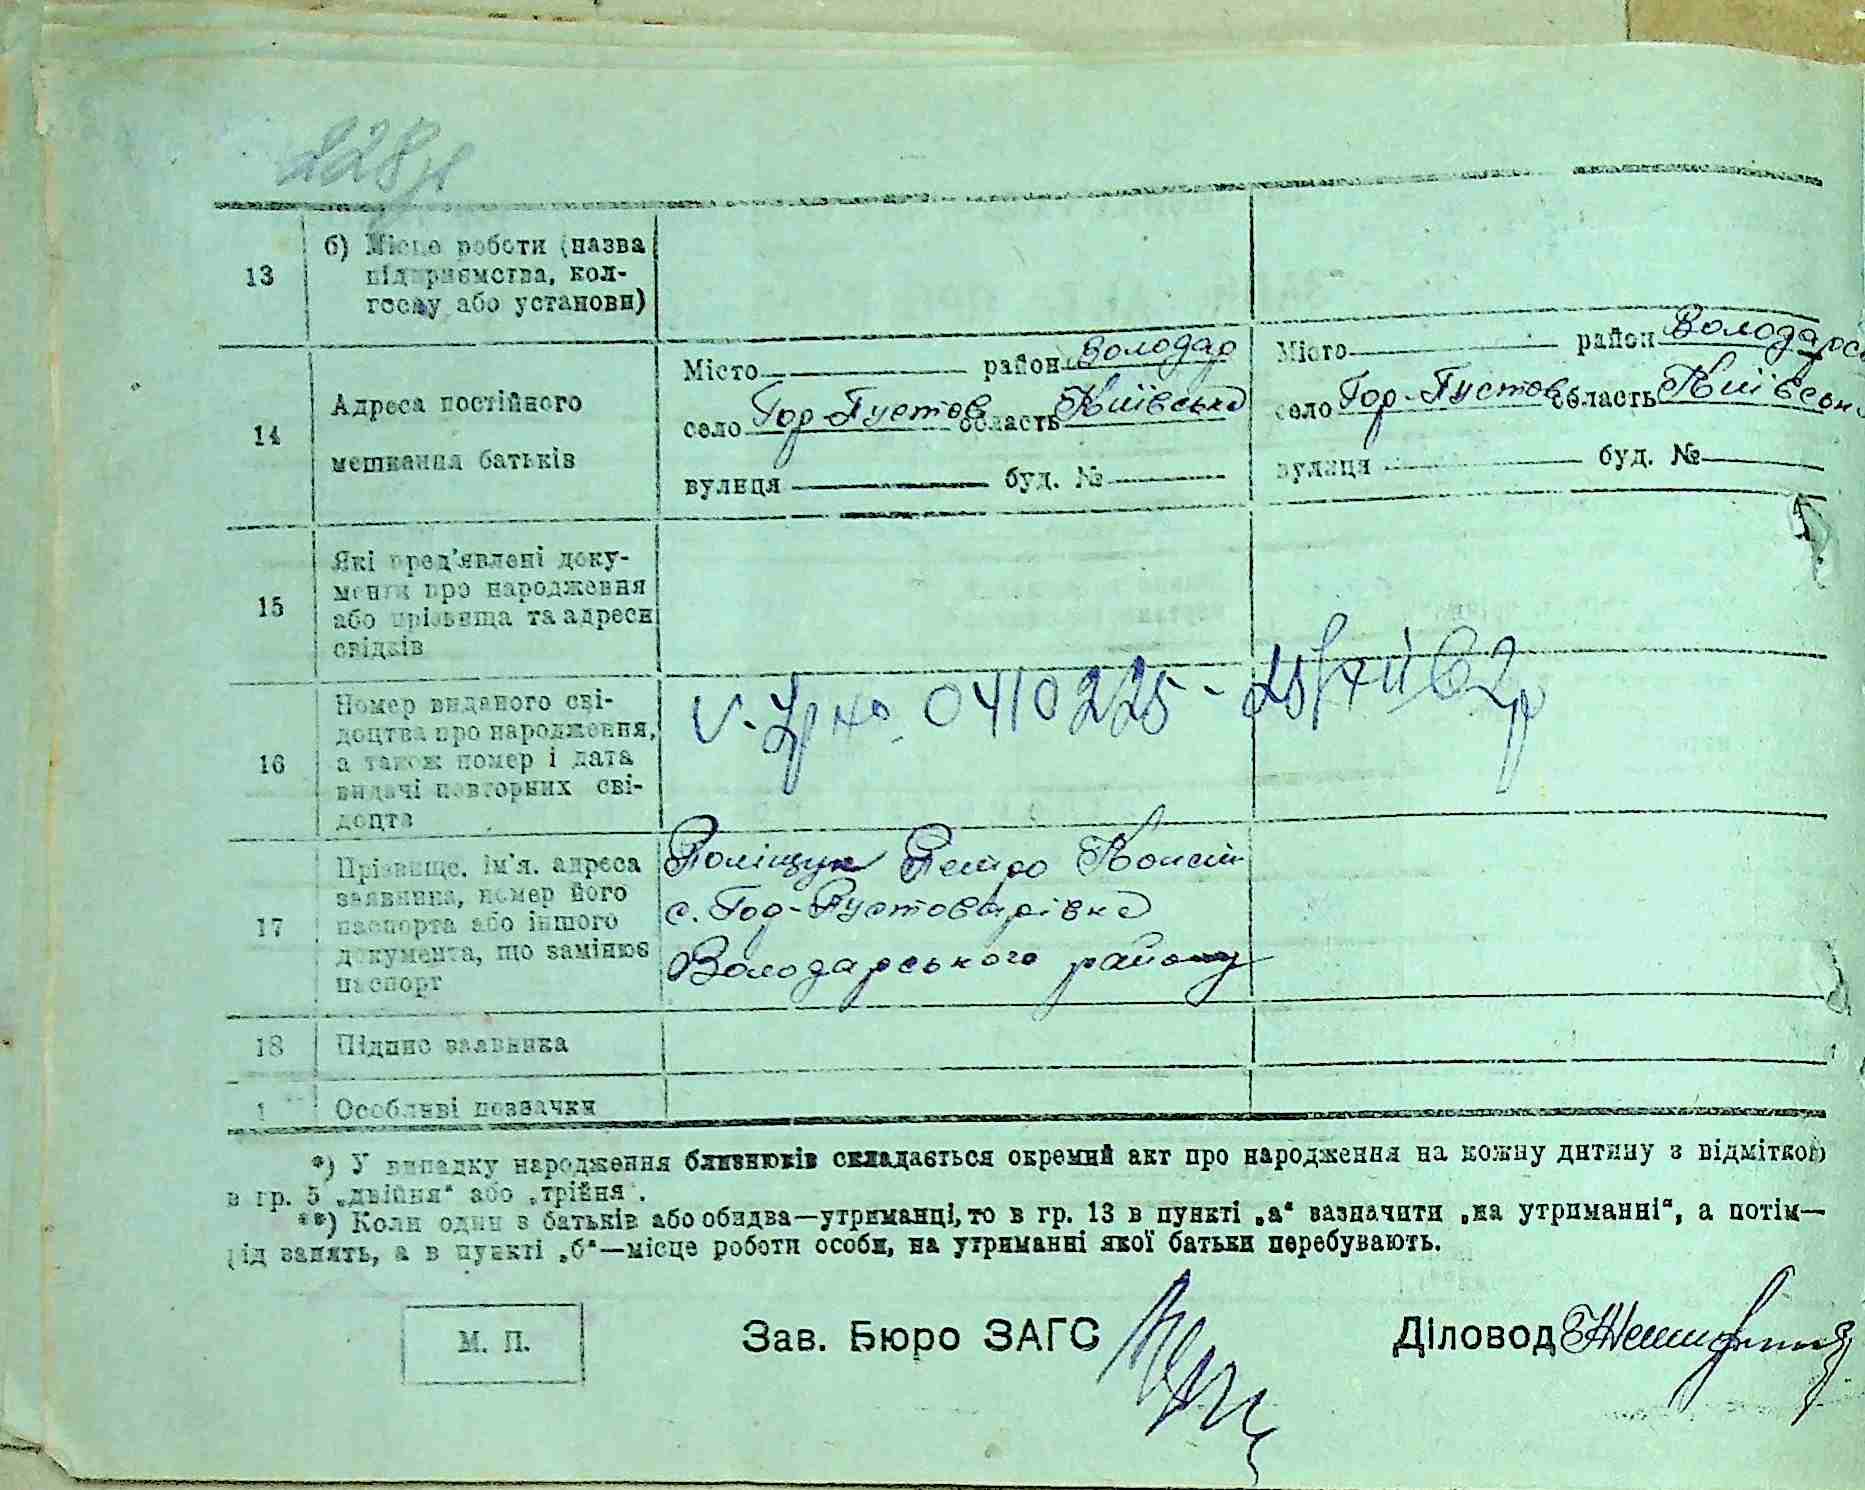 13 б) Місце роботи (назва
підприємства, кол-
госпу або установи)
14 Адреса постійного
мешкання батьків
Місто район Володар
село Гор-Пустов область Київська
вулиця буд. №
Місто район Володарсь
село Гор-Пустов область Київськ
вулиця буд. №
15 Які пред'явлені доку-
менти про народження
або прізвища та адреси
свідків
16 Номер виданого сві-
доцтва про народження,
а також номер і дата
видачі повторних сві-
доцтв
0410225 -
17 Прізвище, ім'я, адреса
заявника, номер його
паспорта або іншого
документа, що замінює
паспорт
Поліщук Петро
с. Гор-Пустоварівка
Володарського району
18 Підпис заявника
1 Особливі позначки
*) У випадку народження близнюків складається окремий акт про народження на кожну дитину з відміткою
в гр. 5 „двійня“ або „трійня“.
**) Коли один з батьків або обидва—утриманці, то в гр. 13 в пункті „а“ зазначити „на утриманні“, а потім—
рід занять, а в пункті „б“—місце роботи особи, на утриманні якої батьки перебувають.
М. П.
Зав. Бюро ЗАГС
Діловод